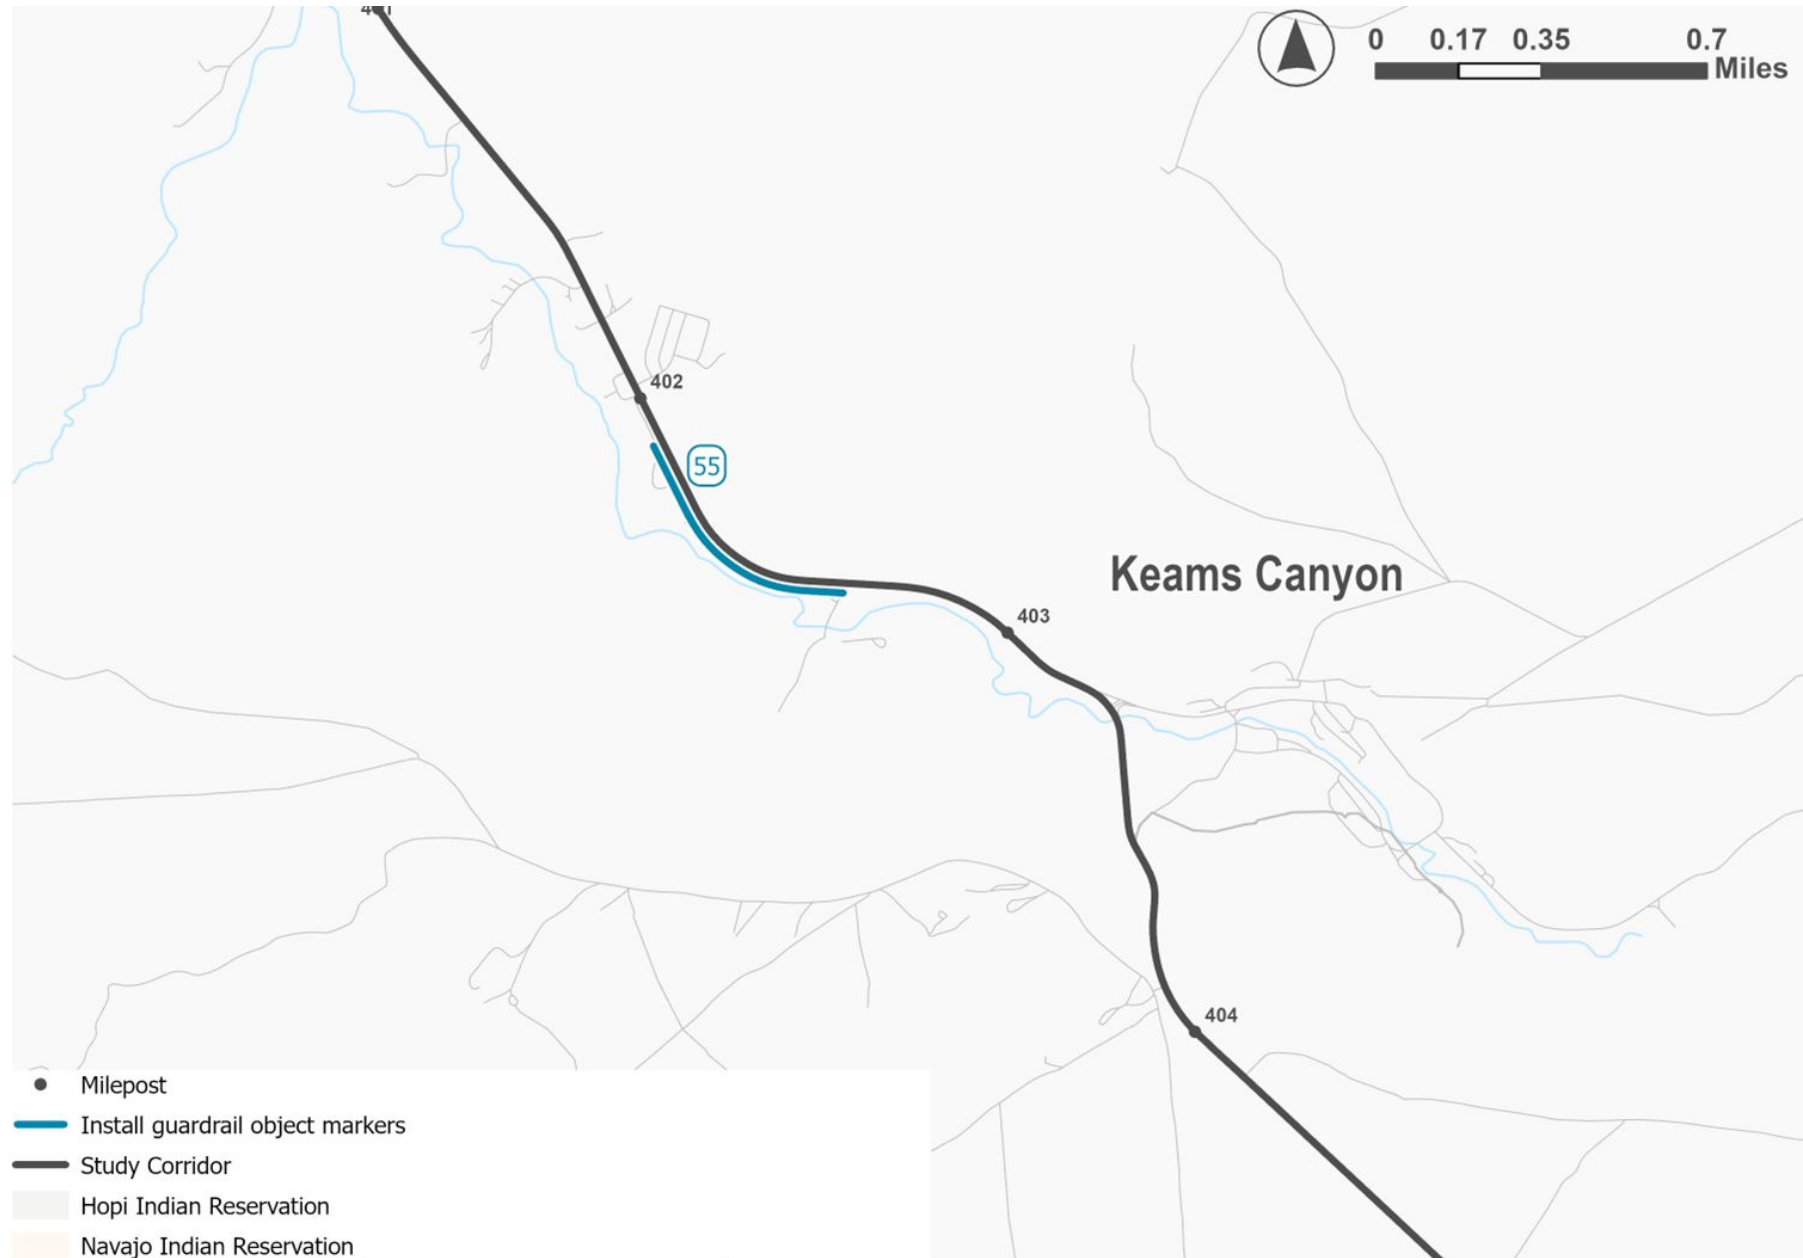 401
0 0.17 0.35 0.7
Miles
402
55
Keams Canyon
403
404
Milepost
Install guardrail object markers
Study Corridor
Hopi Indian Reservation
Navajo Indian Reservation